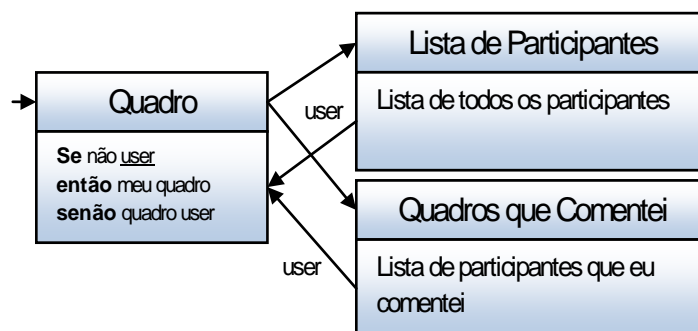 Quadro
Se não user
então meu quadro
senão quadro user
Lista de Participantes
Lista de todos os participantes
user
Quadros que Comentei
Lista de participantes que eu
comentei
user